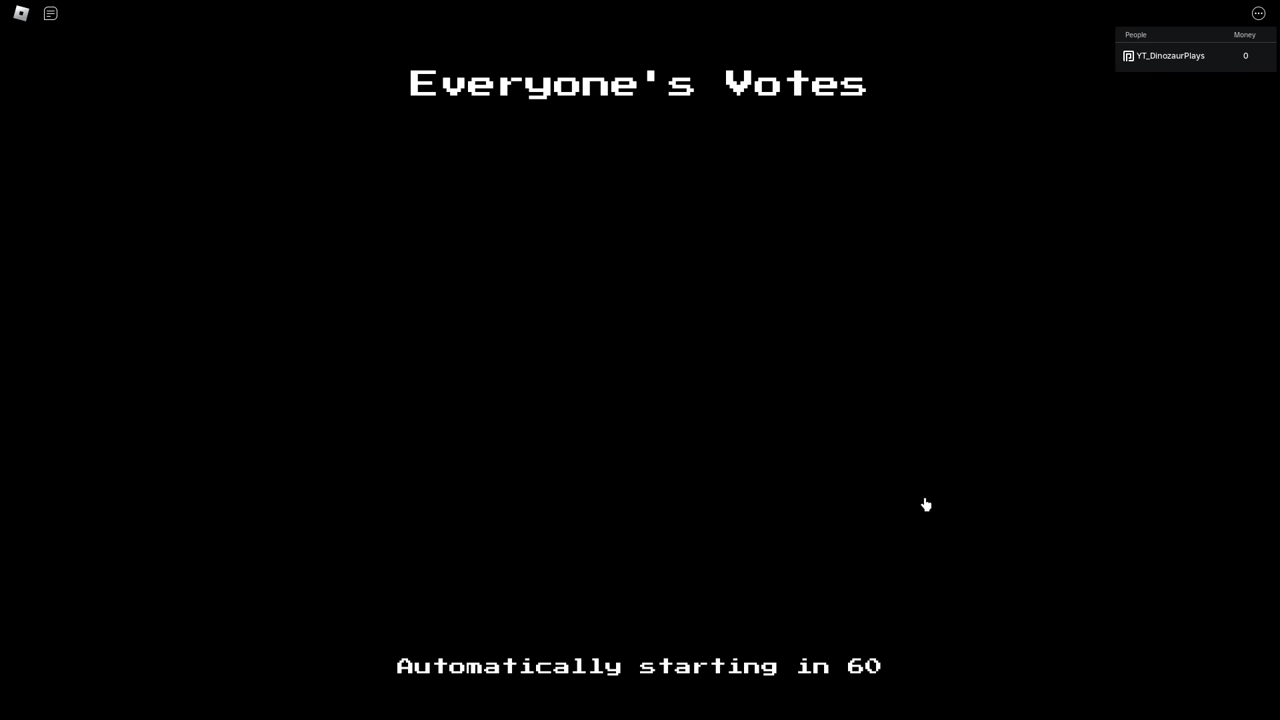 People Money
YT_DinozaurPlays 0
Everyone's Votes
Automatically starting in 60